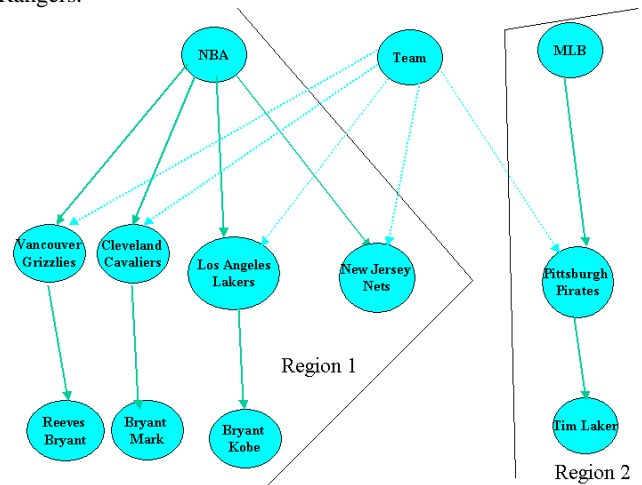 Rangers.
NBA
Team
MLB
Vancouver
Grizzlies
Cleveland
Cavaliers
Los Angeles
Lakers
New Jersey
Nets
Pittsburgh
Pirates
Region 1
Reeves
Bryant
Bryant
Mark
Bryant
Kobe
Tim Laker
Region 2